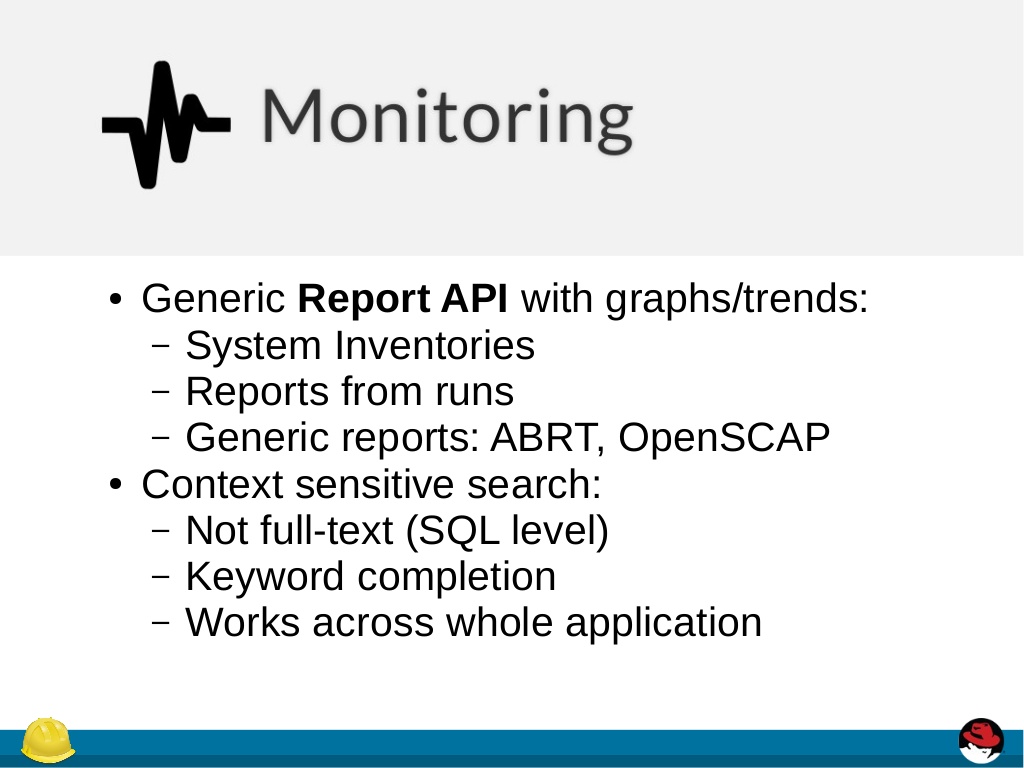 Monitoring
• Generic Report API with graphs/trends:
– System Inventories
– Reports from runs
– Generic reports: ABRT, OpenSCAP
• Context sensitive search:
– Not full-text (SQL level)
– Keyword completion
– Works across whole application